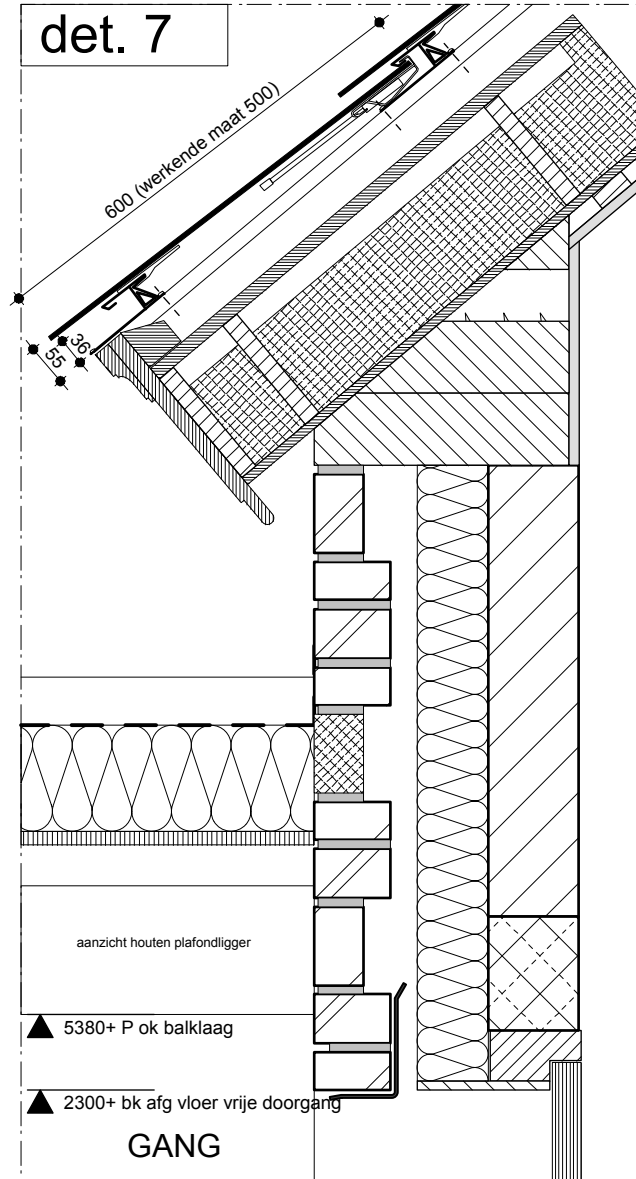 det. 7
600 (werkende maat 500)
36
55
aanzicht houten plafondligger
5380+ P ok balklaag
2300+ bk afg vloer vrije doorgang
GANG